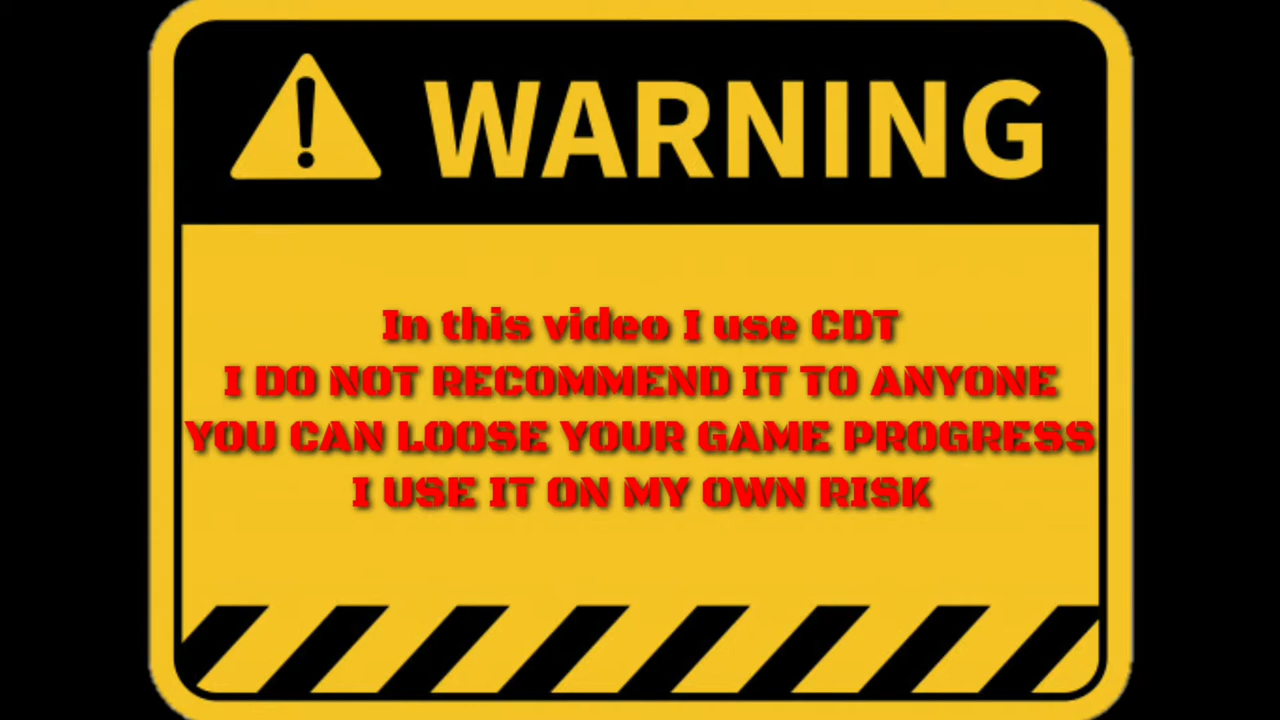 WARNING
In this video I use CDT
I DO NOT RECOMMEND IT TO ANYONE
YOU CAN LOOSE YOUR GAME PROGRESS
I USE IT ON MY OWN RISK